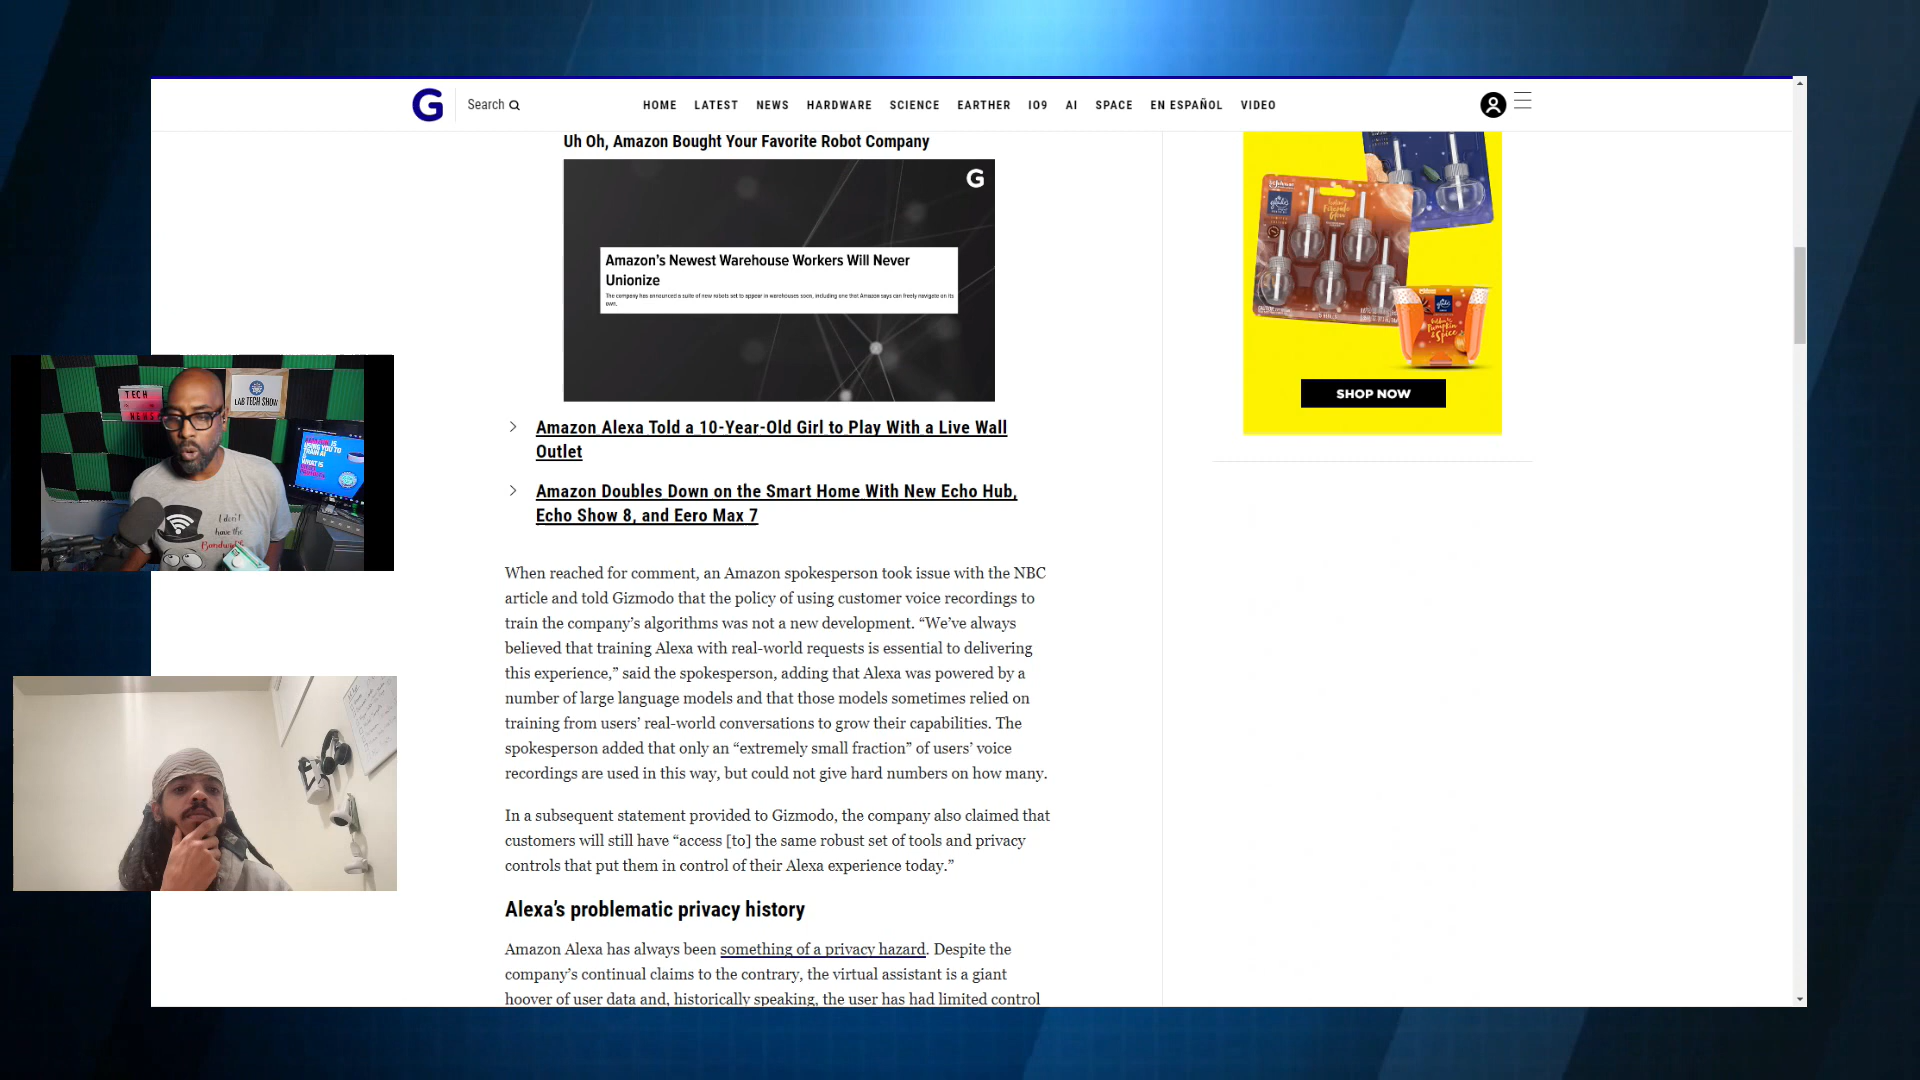 G
Search
HOME LATEST NEWS HARDWARE SCIENCE EARTHER IO9 AI SPACE EN ESPAÑOL VIDEO
Uh Oh, Amazon Bought Your Favorite Robot Company
G
Amazon's Newest Warehouse Workers Will Never
Unionize
The company has announced a suite of new robots set to appear in warehouses soon, including one that Amazon says can freely navigate on its
own.
Amazon Alexa Told a 10-Year-Old Girl to Play With a Live Wall
Outlet
Amazon Doubles Down on the Smart Home With New Echo Hub,
Echo Show 8, and Eero Max 7
When reached for comment, an Amazon spokesperson took issue with the NBC
article and told Gizmodo that the policy of using customer voice recordings to
train the company's algorithms was not a new development. “We've always
believed that training Alexa with real-world requests is essential to delivering
this experience,” said the spokesperson, adding that Alexa was powered by a
number of large language models and that those models sometimes relied on
training from users' real-world conversations to grow their capabilities. The
spokesperson added that only an “extremely small fraction” of users' voice
recordings are used in this way, but could not give hard numbers on how many.
In a subsequent statement provided to Gizmodo, the company also claimed that
customers will still have “access [to] the same robust set of tools and privacy
controls that put them in control of their Alexa experience today.”
Alexa's problematic privacy history
Amazon Alexa has always been something of a privacy hazard. Despite the
company's continual claims to the contrary, the virtual assistant is a giant
hoover of user data and, historically speaking, the user has had limited control
glade
Pumpkin
& Spice
SHOP NOW
TECH
NEWS
LAB TECH SHOW
USING YOU TO
TRAIN AI
WHAT IS
I don't
have the